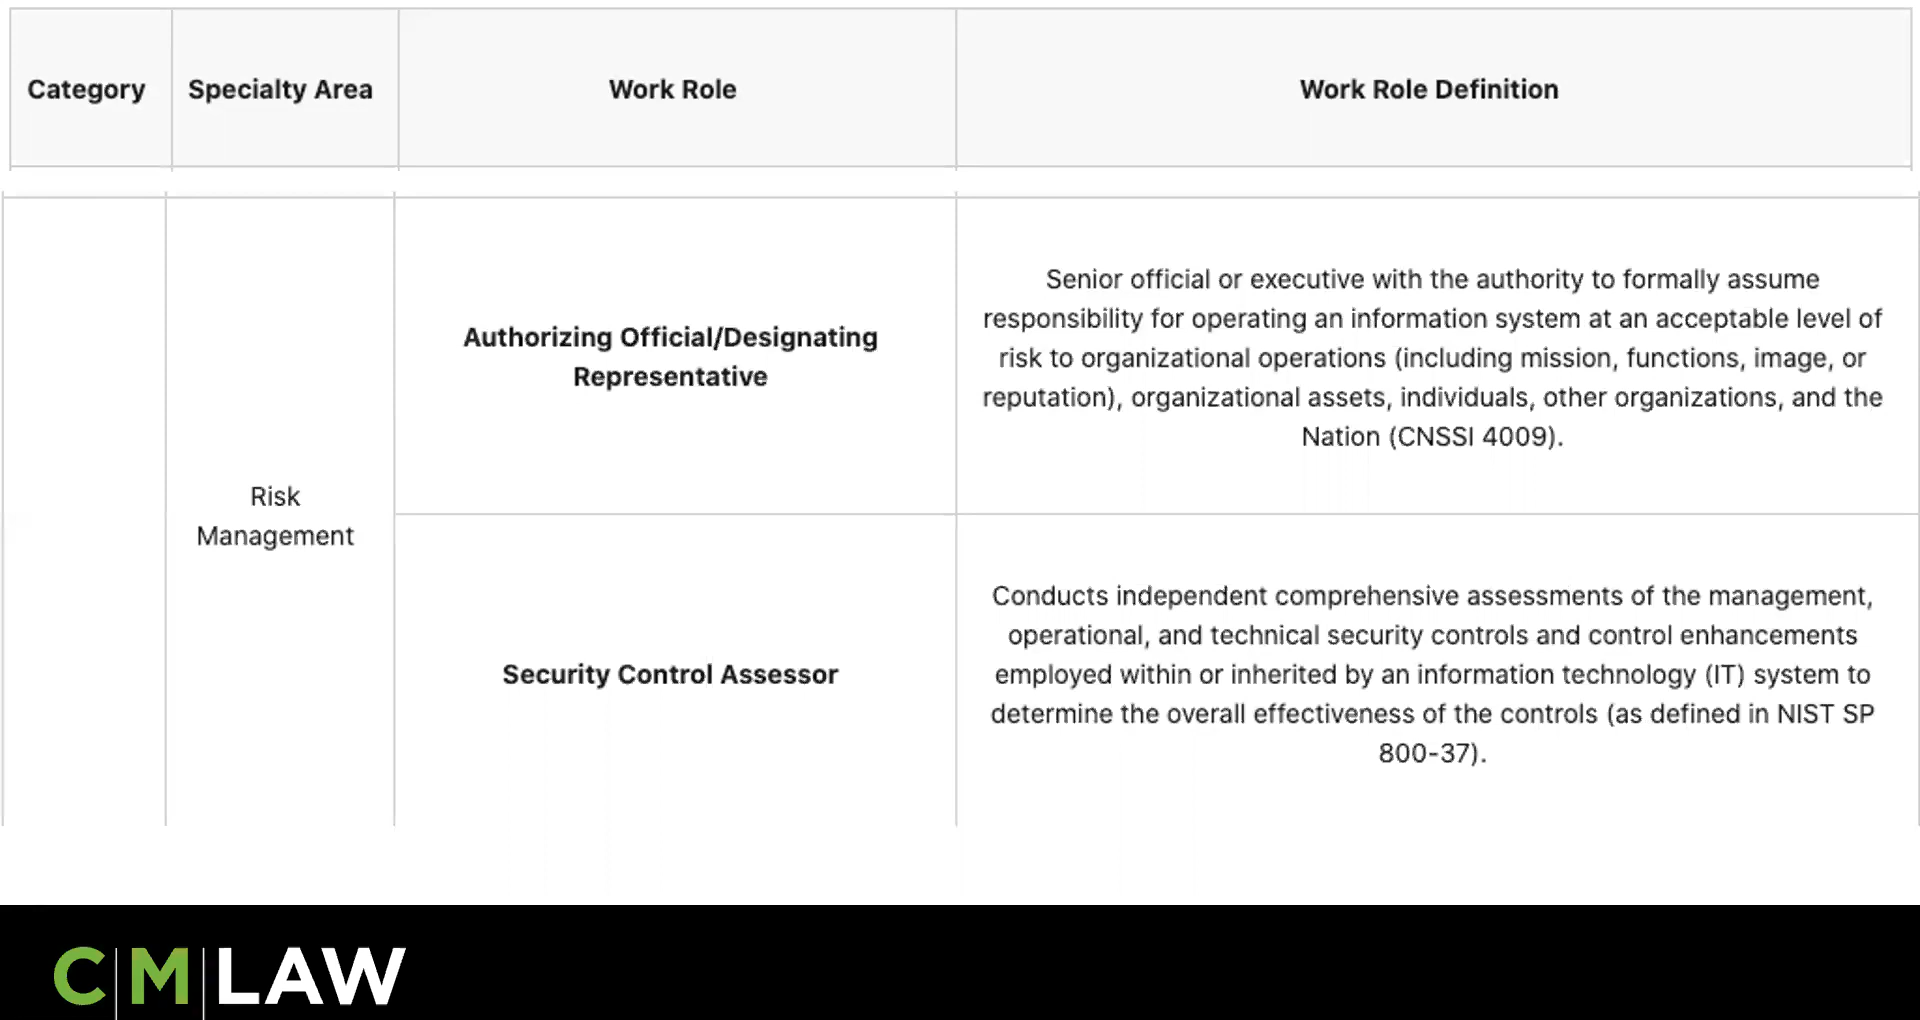 Category Specialty Area Work Role Work Role Definition
Risk
Management
Authorizing Official/Designating
Representative
Senior official or executive with the authority to formally assume
responsibility for operating an information system at an acceptable level of
risk to organizational operations (including mission, functions, image, or
reputation), organizational assets, individuals, other organizations, and the
Nation (CNSSI 4009).
Security Control Assessor
Conducts independent comprehensive assessments of the management,
operational, and technical security controls and control enhancements
employed within or inherited by an information technology (IT) system to
determine the overall effectiveness of the controls (as defined in NIST SP
800-37).
C|M|LAW